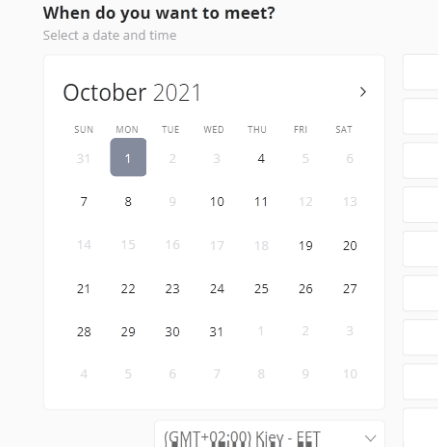 When do you want to meet?
Select a date and time
October 2021
SUN MON TUE WED THU FRI SAT
31 1 2 3 4 5 6
7 8 9 10 11 12 13
14 15 16 17 18 19 20
21 22 23 24 25 26 27
28 29 30 31 1 2 3
4 5 6 7 8 9 10
(GMT+02:00) Kiev - EET